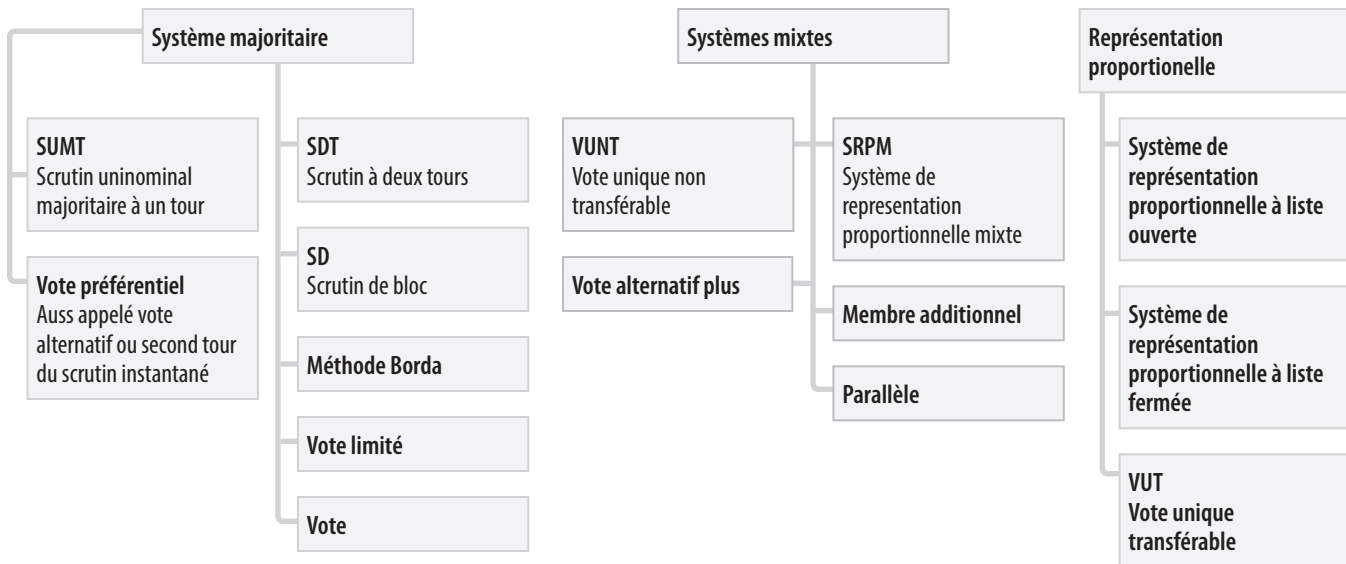 Système majoritaire
SUMT
Scrutin uninominal
majoritaire à un tour
Vote préférentiel
Auss appelé vote
alternatif ou second tour
du scrutin instantané
SDT
Scrutin à deux tours
SD
Scrutin de bloc
Méthode Borda
Vote limité
Vote
Systèmes mixtes
VUNT
Vote unique non
transférable
Vote alternatif plus
SRPM
Système de
representation
proportionnelle mixte
Membre additionnel
Parallèle
Représentation
proportionelle
Système de
représentation
proportionnelle à liste
ouverte
Système de
représentation
proportionnelle à liste
fermée
VUT
Vote unique
transférable